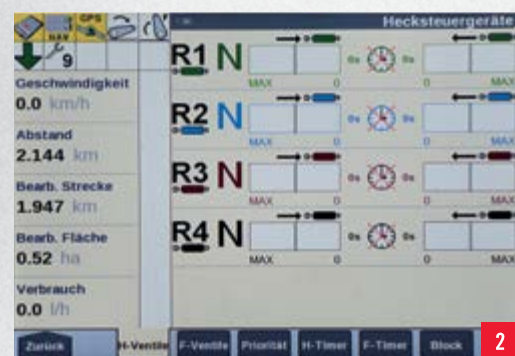 GPS
NAV
9
Hecksteuergeräte
Geschwindigkeit
0.0 km/h
Abstand
2.144 km
Bearb. Strecke
1.947 km
Bearb. Fläche
0.52 ha
Verbrauch
0.0 l/h
R1 N MAX 0 0s 0s 0 MAX
R2 N MAX 0 0s 0s 0 MAX
R3 N MAX 0 0s 0s 0 MAX
R4 N MAX 0 0s 0s 0 MAX
Zurück H-Ventile F-Ventile Priorität H-Timer F-Timer Block
2